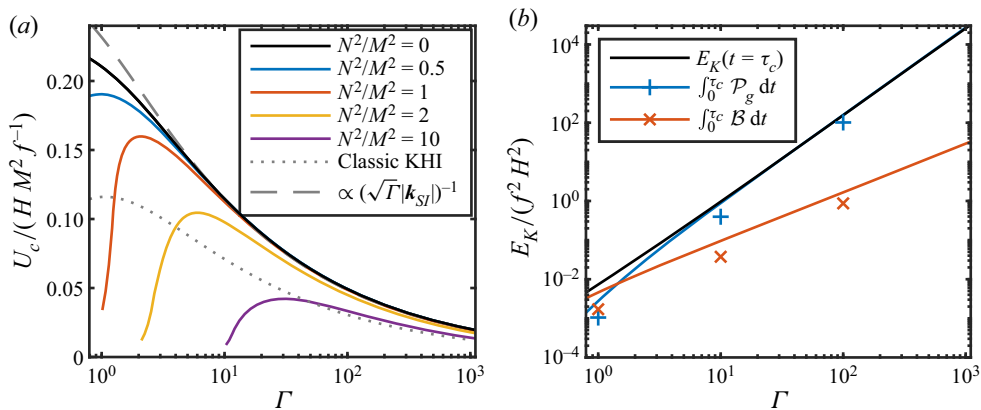 (a)
U_c/(H M² f⁻¹)
0.20
0.15
0.10
0.05
0
10⁰
10¹
10²
10³
Γ
N²/M² = 0
N²/M² = 0.5
N²/M² = 1
N²/M² = 2
N²/M² = 10
Classic KHI
∝ (√Γ|k_SI|)⁻¹
(b)
E_K/(f² H²)
10⁴
10²
10⁰
10⁻²
10⁻⁴
10⁰
10¹
10²
10³
Γ
E_K(t = τ_c)
∫₀^τ_c 𝒫_g dt
∫₀^τ_c ℬ dt